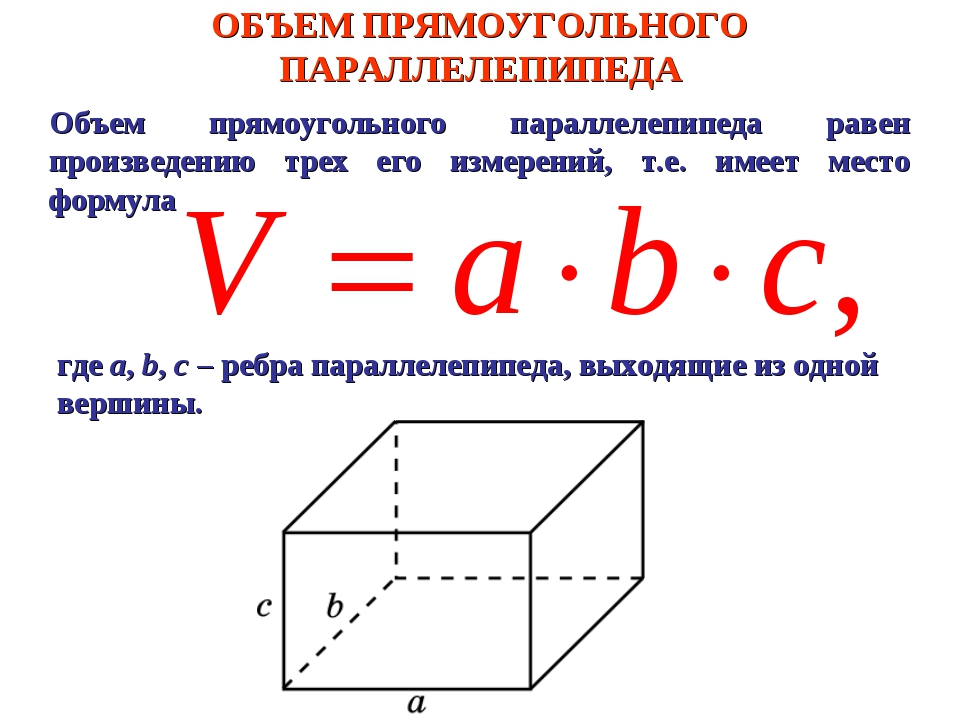 ОБЪЕМ ПРЯМОУГОЛЬНОГО
ПАРАЛЛЕЛЕПИПЕДА
Объем прямоугольного параллелепипеда равен
произведению трех его измерений, т.е. имеет место
формула
V = a · b · c,
где a, b, c – ребра параллелепипеда, выходящие из одной
вершины.
c b
a